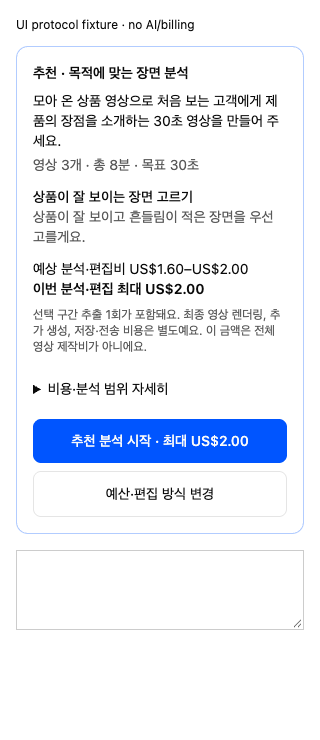 UI protocol fixture · no AI/billing
추천 · 목적에 맞는 장면 분석
모아 온 상품 영상으로 처음 보는 고객에게 제
품의 장점을 소개하는 30초 영상을 만들어 주
세요.
영상 3개 · 총 8분 · 목표 30초
상품이 잘 보이는 장면 고르기
상품이 잘 보이고 흔들림이 적은 장면을 우선
고를게요.
예상 분석·편집비 US$1.60–US$2.00
이번 분석·편집 최대 US$2.00
선택 구간 추출 1회가 포함돼요. 최종 영상 렌더링, 추
가 생성, 저장·전송 비용은 별도예요. 이 금액은 전체
영상 제작비가 아니에요.
▶ 비용·분석 범위 자세히
추천 분석 시작 · 최대 US$2.00
예산·편집 방식 변경